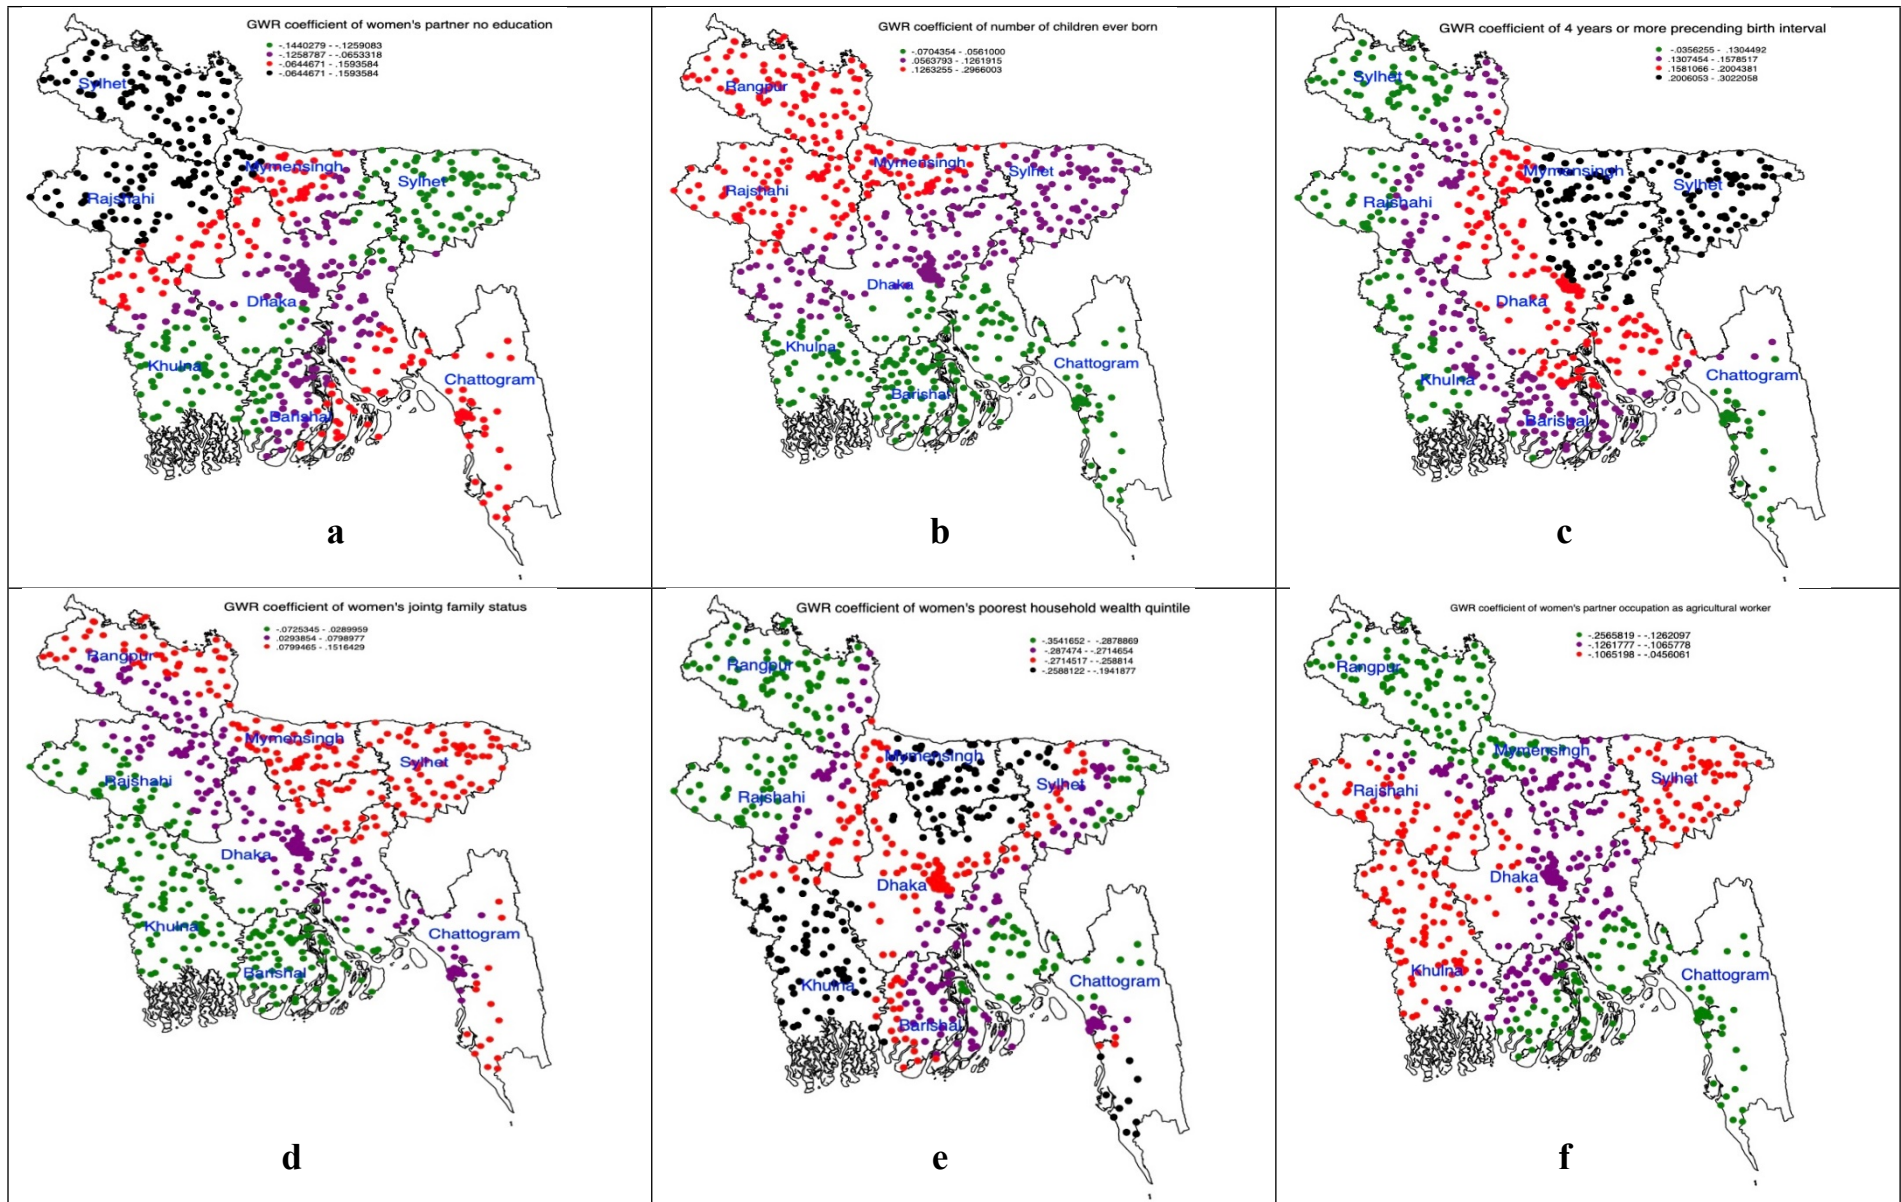 GWR coefficient of women's partner no education
-.1440279 - -.1259083
-.1258787 - -.0653318
-.0644671 - .1593584
-.0644671 - .1593584
Sylhet
Mymensingh
Sylhet
Rajshahi
Dhaka
Khulna
Chattogram
Barishal
a
GWR coefficient of number of children ever born
-.0704354 - .0561000
.0563793 - .1261915
.1263255 - .2966003
Rangpur
Mymensingh
Sylhet
Rajshahi
Dhaka
Khulna
Chattogram
Barishal
b
GWR coefficient of 4 years or more precending birth interval
-.0356255 - .1304492
.1307454 - .1578517
.1581066 - .2004381
.2006053 - .3022058
Sylhet
Mymensingh
Sylhet
Rajshahi
Dhaka
Khulna
Chattogram
Barishal
c
GWR coefficient of women's jointg family status
-.0725345 - .0289959
.0293854 - .0798977
.0799465 - .1516429
Rangpur
Mymensingh
Sylhet
Rajshahi
Dhaka
Khulna
Chattogram
Barishal
d
GWR coefficient of women's poorest household wealth quintile
-.3541652 - -.2878869
-.287474 - -.2714654
-.2714517 - -.258814
-.2588122 - -.1941877
Rangpur
Mymensingh
Sylhet
Rajshahi
Dhaka
Khulna
Chattogram
Barishal
e
GWR coefficient of women's partner occupation as agricultural worker
-.2565819 - -.1262097
-.1261777 - -.1065778
-.1065198 - -.0456061
Rangpur
Mymensingh
Sylhet
Rajshahi
Dhaka
Khulna
Chattogram
f